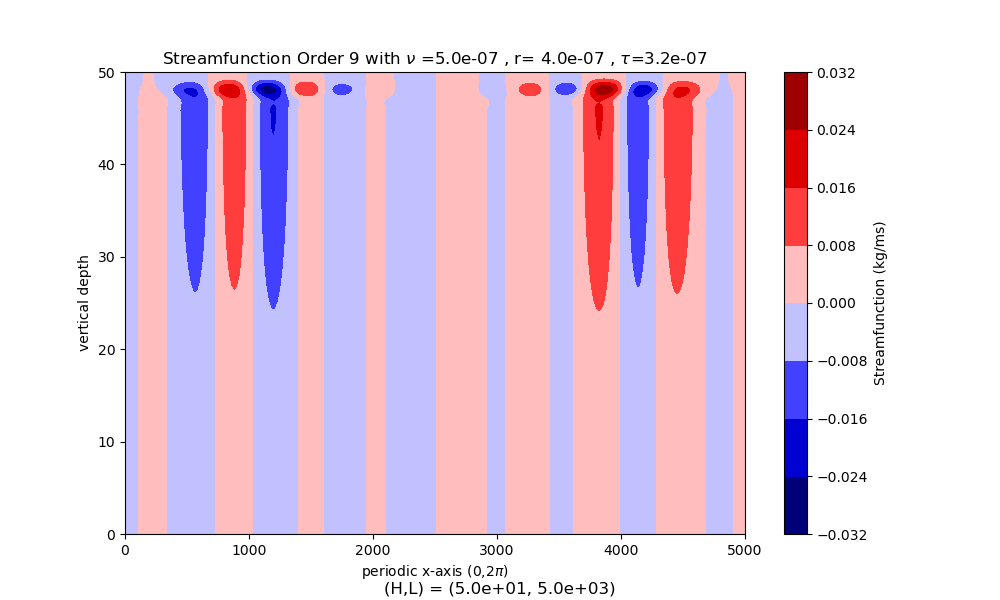 Streamfunction Order 9 with ν =5.0e-07 , r= 4.0e-07 , τ=3.2e-07
50
40
30
20
10
0
vertical depth
0 1000 2000 3000 4000 5000
periodic x-axis (0,2π)
(H,L) = (5.0e+01, 5.0e+03)
0.032
0.024
0.016
0.008
0.000
−0.008
−0.016
−0.024
−0.032
Streamfunction (kg/ms)